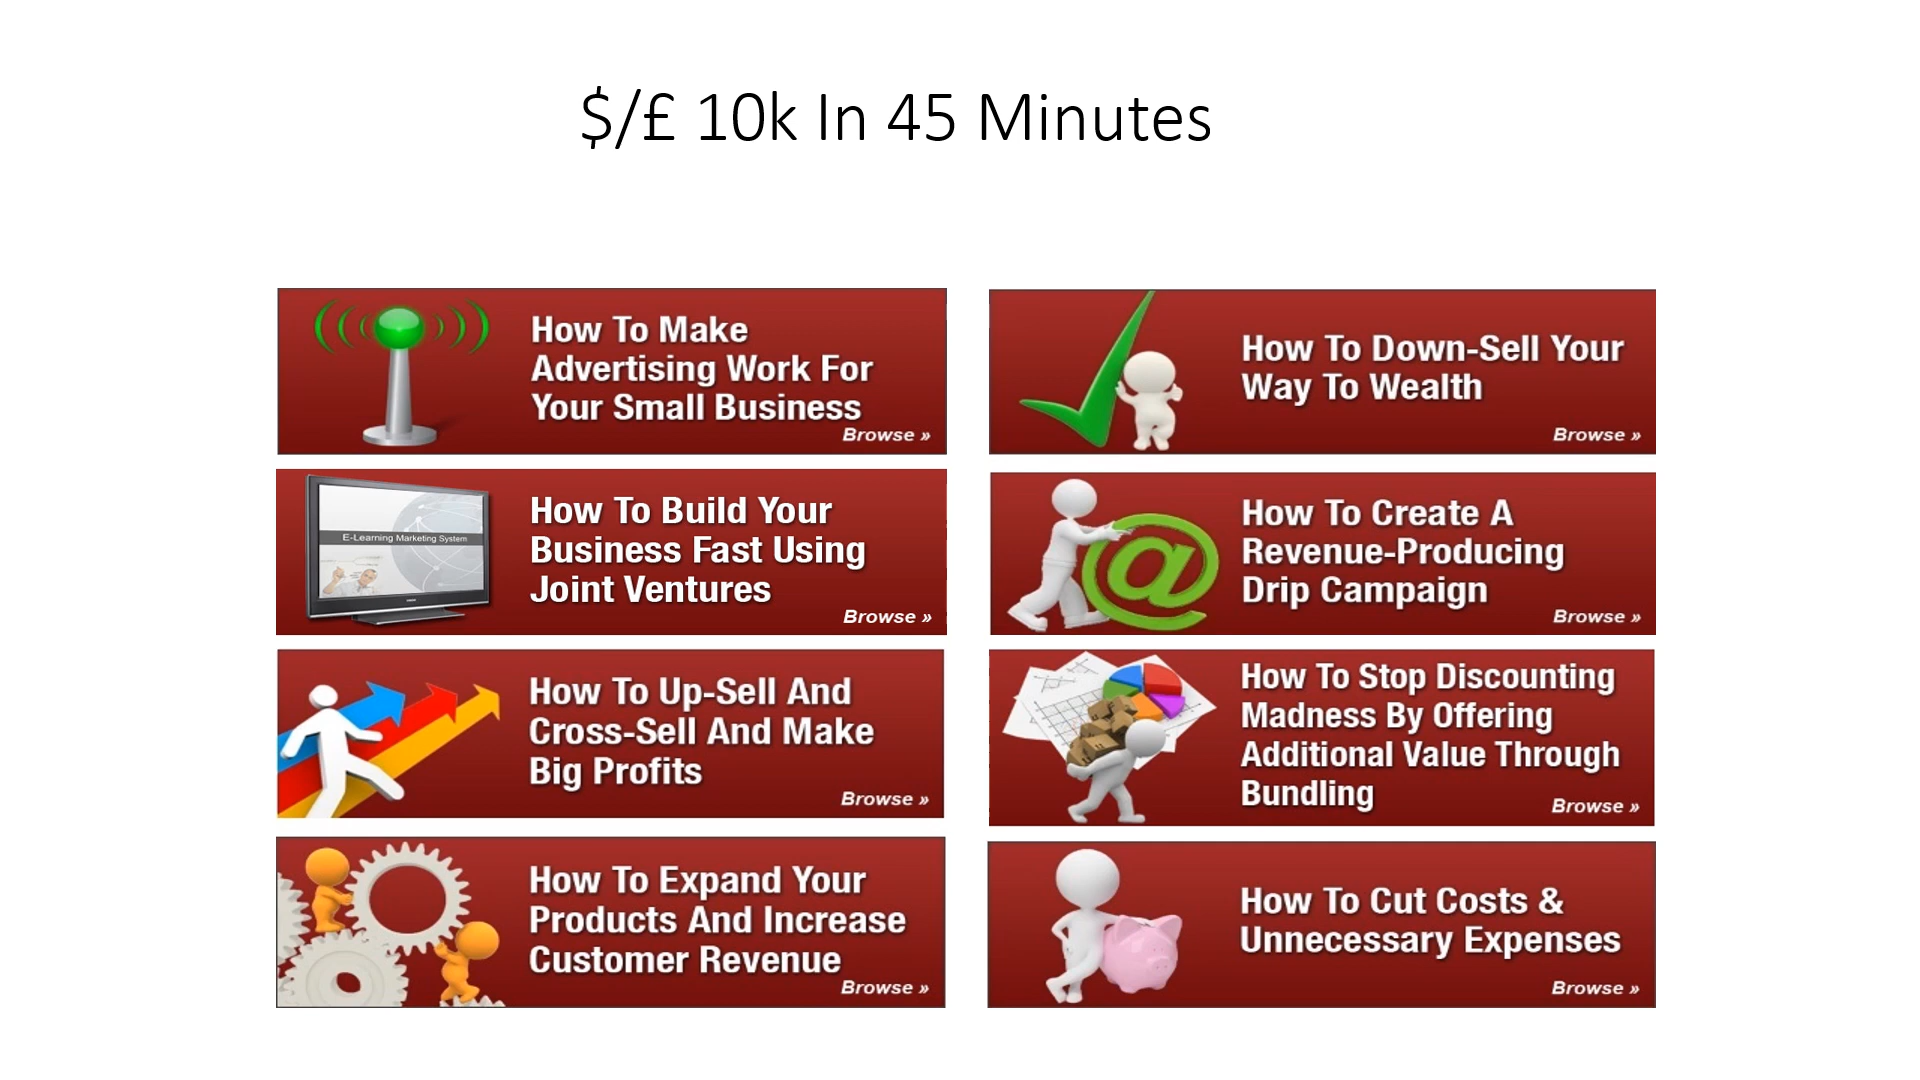 $/£ 10k In 45 Minutes
How To Make
Advertising Work For
Your Small Business
Browse »
How To Down-Sell Your
Way To Wealth
Browse »
E-Learning Marketing System
How To Build Your
Business Fast Using
Joint Ventures
Browse »
@
How To Create A
Revenue-Producing
Drip Campaign
Browse »
How To Up-Sell And
Cross-Sell And Make
Big Profits
Browse »
How To Stop Discounting
Madness By Offering
Additional Value Through
Bundling
Browse »
How To Expand Your
Products And Increase
Customer Revenue
Browse »
How To Cut Costs &
Unnecessary Expenses
Browse »